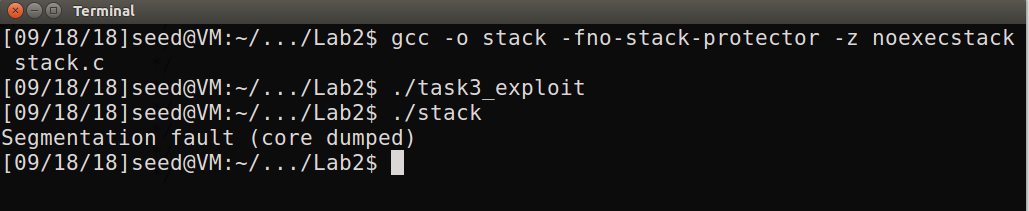 Terminal
[09/18/18]seed@VM:~/.../Lab2$ gcc -o stack -fno-stack-protector -z noexecstack
 stack.c
[09/18/18]seed@VM:~/.../Lab2$ ./task3_exploit
[09/18/18]seed@VM:~/.../Lab2$ ./stack
Segmentation fault (core dumped)
[09/18/18]seed@VM:~/.../Lab2$